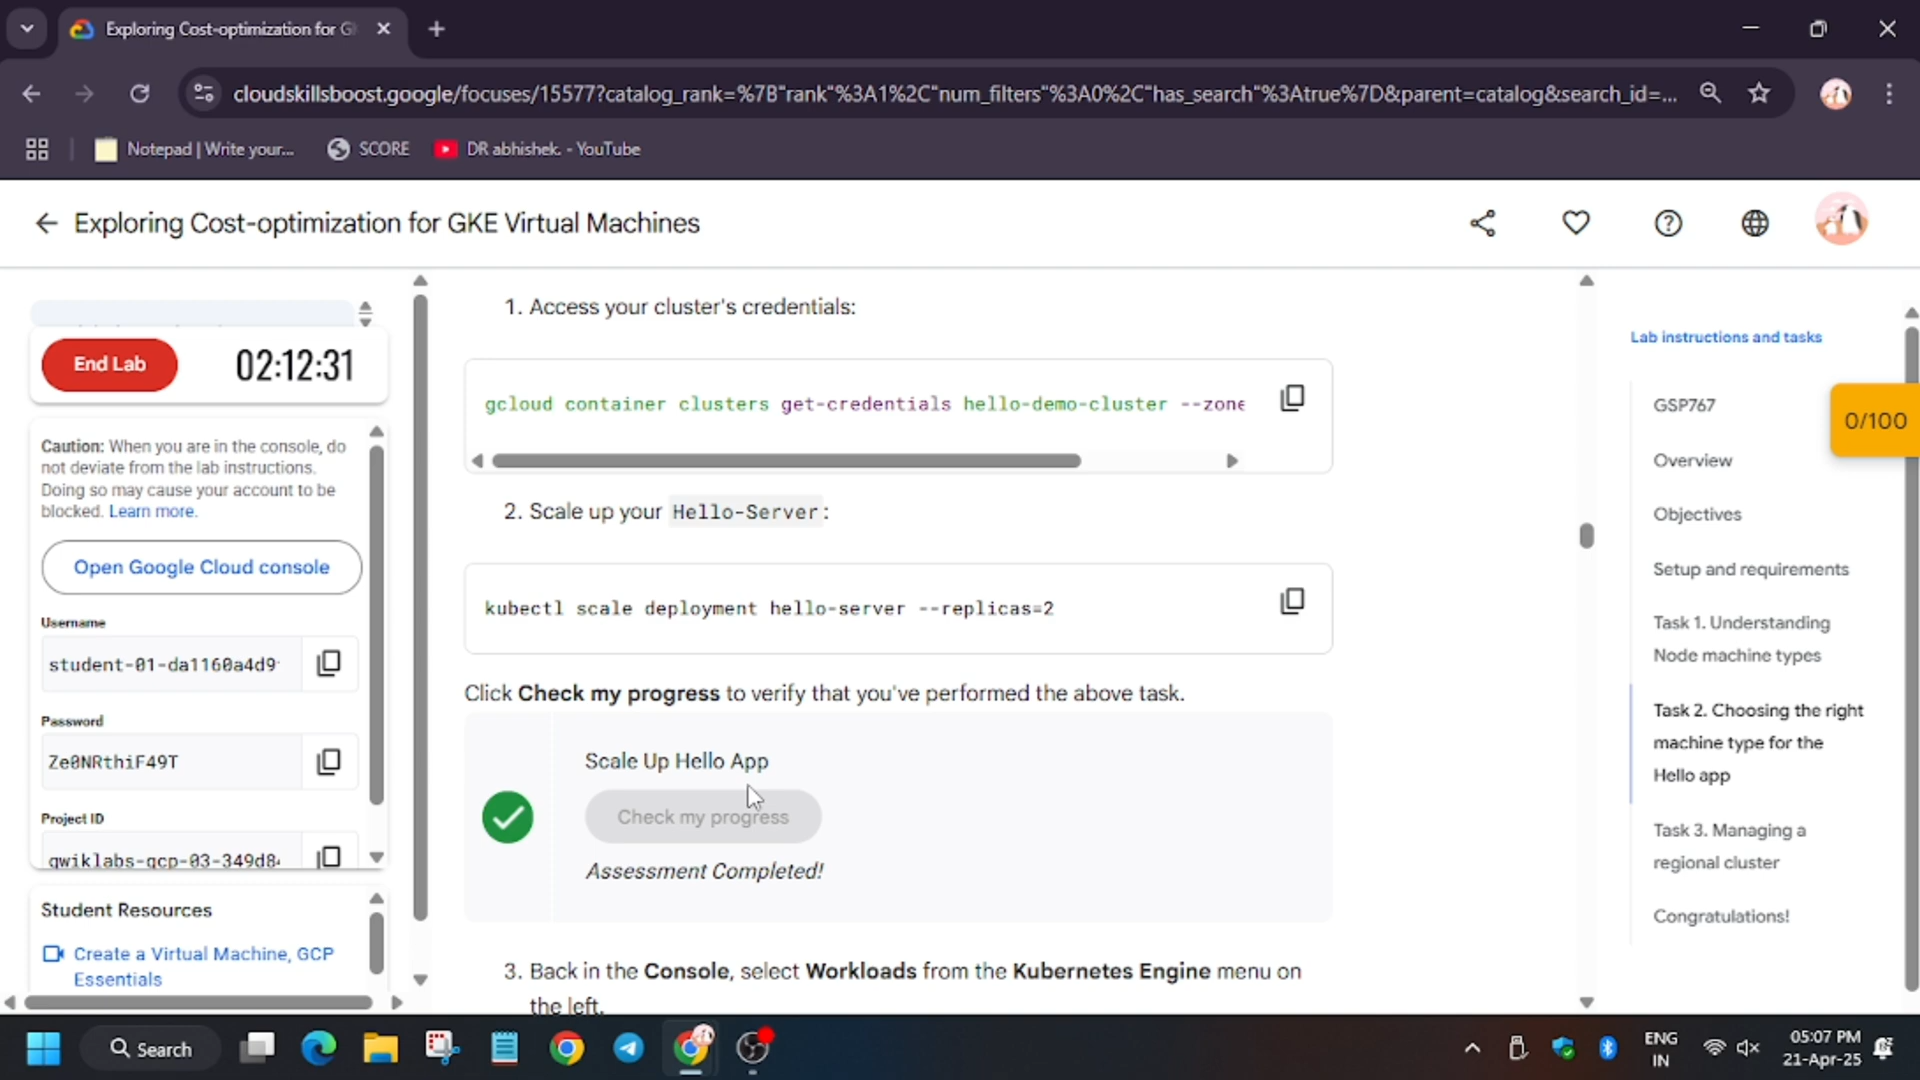 Exploring Cost-optimization for G
cloudskillsboost.google/focuses/15577?catalog_rank=%7B"rank"%3A1%2C"num_filters"%3A0%2C"has_search"%3Atrue%7D&parent=catalog&search_id=...
Notepad | Write your...
SCORE
DR abhishek. - YouTube
Exploring Cost-optimization for GKE Virtual Machines
End Lab
02:12:31
Caution: When you are in the console, do
not deviate from the lab instructions.
Doing so may cause your account to be
blocked. Learn more.
Open Google Cloud console
Username
student-01-da1160a4d9
Password
Ze0NRthiF49T
Project ID
qwiklabs-gcp-03-349d8
Student Resources
Create a Virtual Machine, GCP
Essentials
1. Access your cluster's credentials:
gcloud container clusters get-credentials hello-demo-cluster --zone
2. Scale up your Hello-Server:
kubectl scale deployment hello-server --replicas=2
Click Check my progress to verify that you've performed the above task.
Scale Up Hello App
Check my progress
Assessment Completed!
3. Back in the Console, select Workloads from the Kubernetes Engine menu on
the left.
Lab instructions and tasks
GSP767
0/100
Overview
Objectives
Setup and requirements
Task 1. Understanding
Node machine types
Task 2. Choosing the right
machine type for the
Hello app
Task 3. Managing a
regional cluster
Congratulations!
Search
ENG
IN
05:07 PM
21-Apr-25